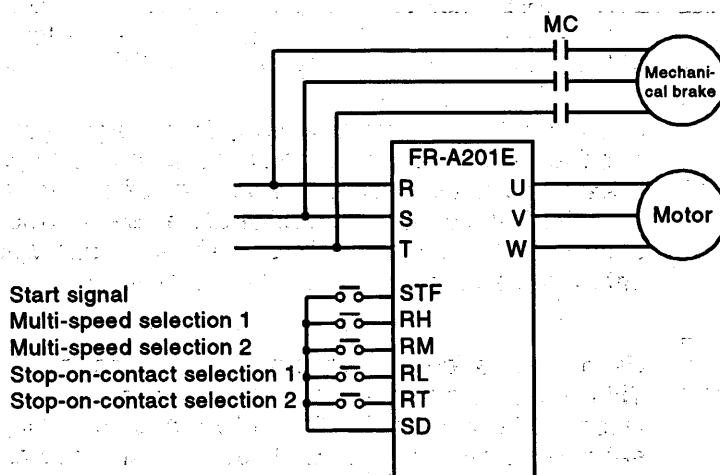 MC
Mechani-
cal brake
FR-A201E
R U
S V
T W
Motor
Start signal STF
Multi-speed selection 1 RH
Multi-speed selection 2 RM
Stop-on-contact selection 1 RL
Stop-on-contact selection 2 RT
SD